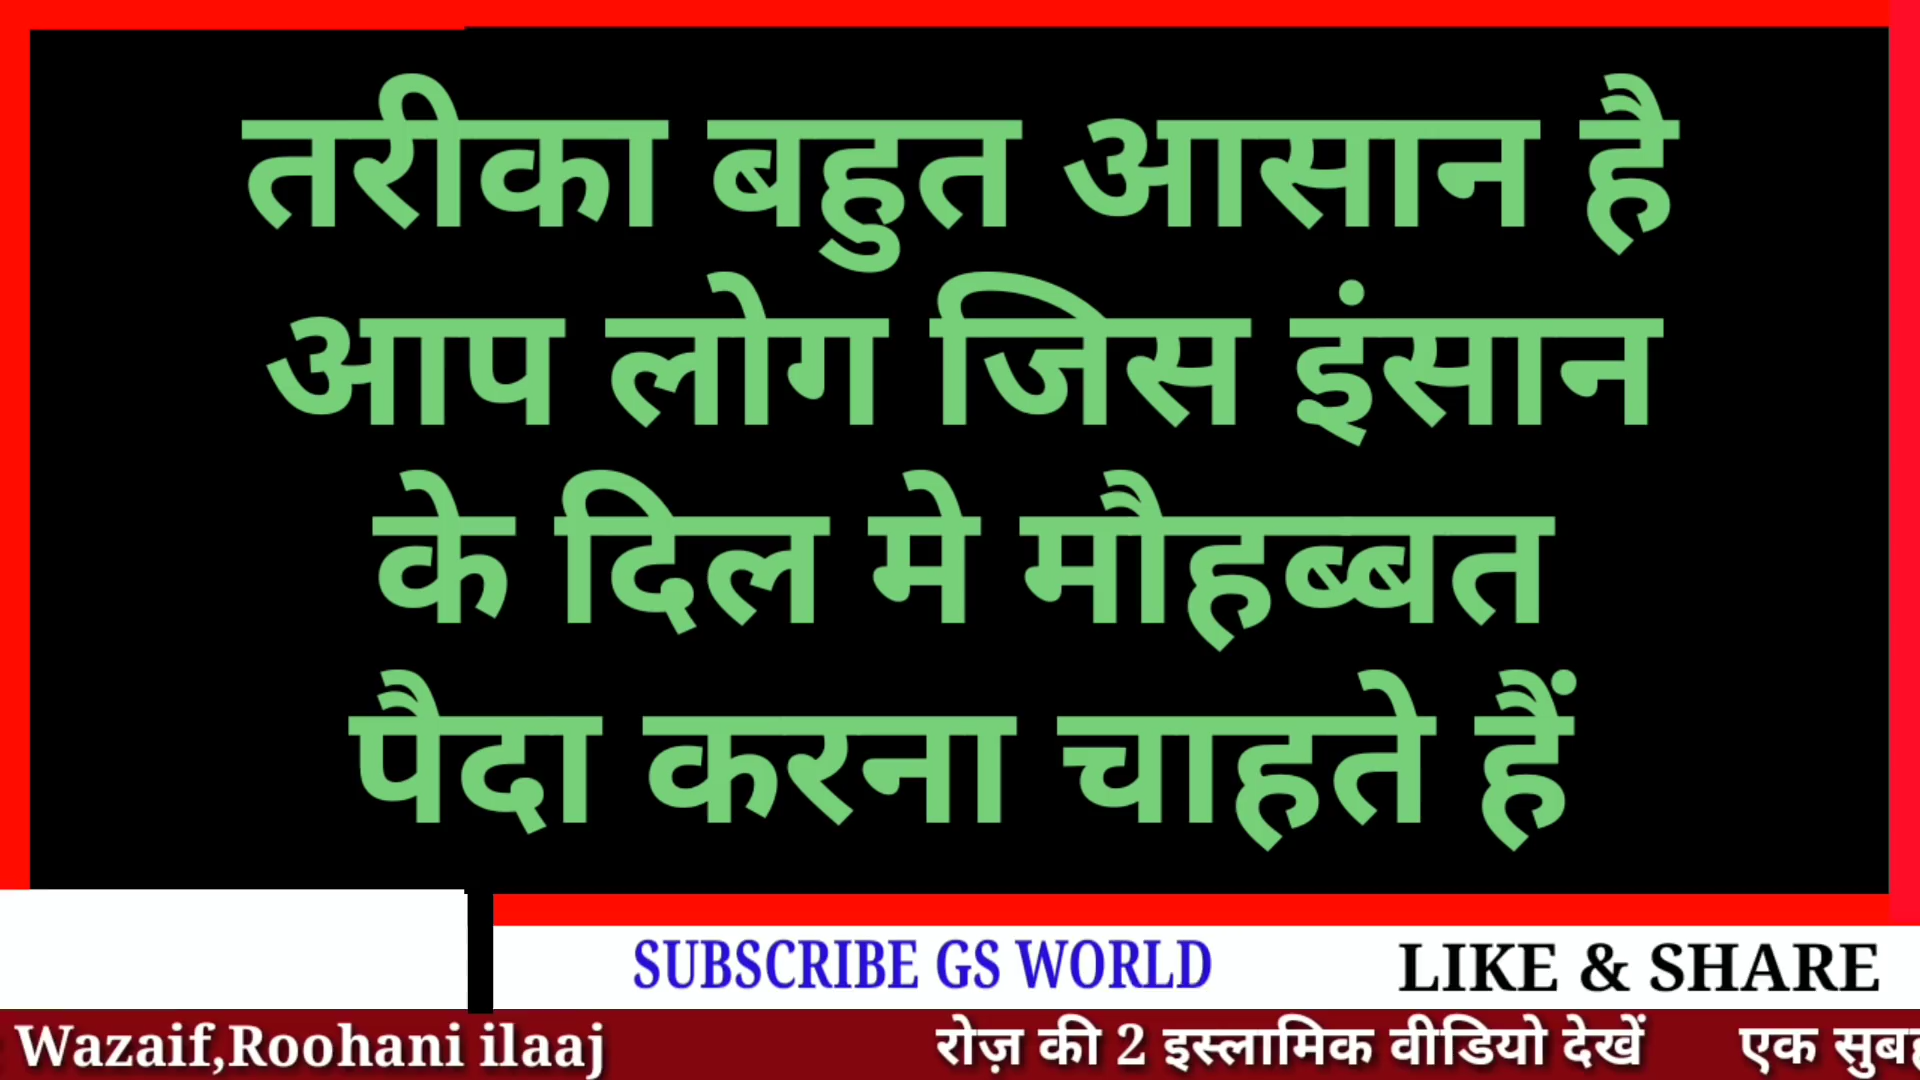 तरीका बहुत आसान है
आप लोग जिस इंसान
के दिल मे मौहब्बत
पैदा करना चाहते हैं
SUBSCRIBE GS WORLD
LIKE & SHARE
Wazaif,Roohani ilaaj रोज़ की 2 इस्लामिक वीडियो देखें एक